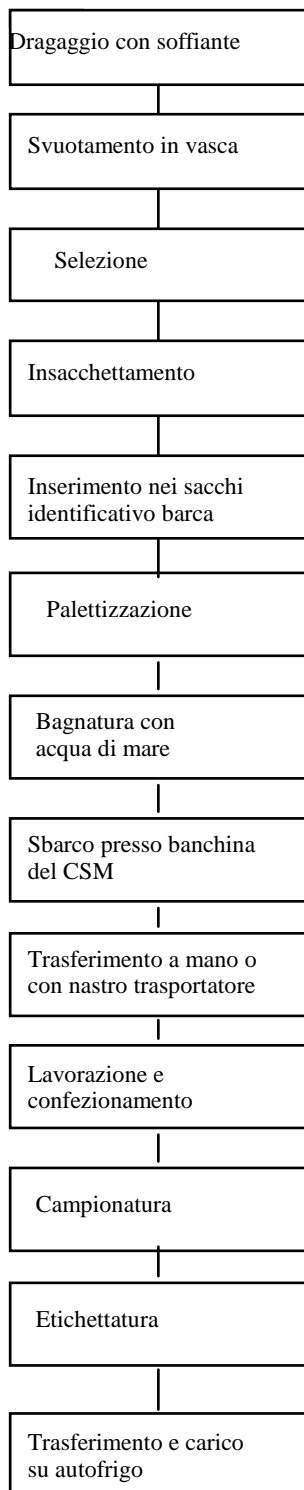 Dragaggio con soffiante
Svuotamento in vasca
Selezione
Insacchettamento
Inserimento nei sacchi
identificativo barca
Palettizzazione
Bagnatura con
acqua di mare
Sbarco presso banchina
del CSM
Trasferimento a mano o
con nastro trasportatore
Lavorazione e
confezionamento
Campionatura
Etichettatura
Trasferimento e carico
su autofrigo